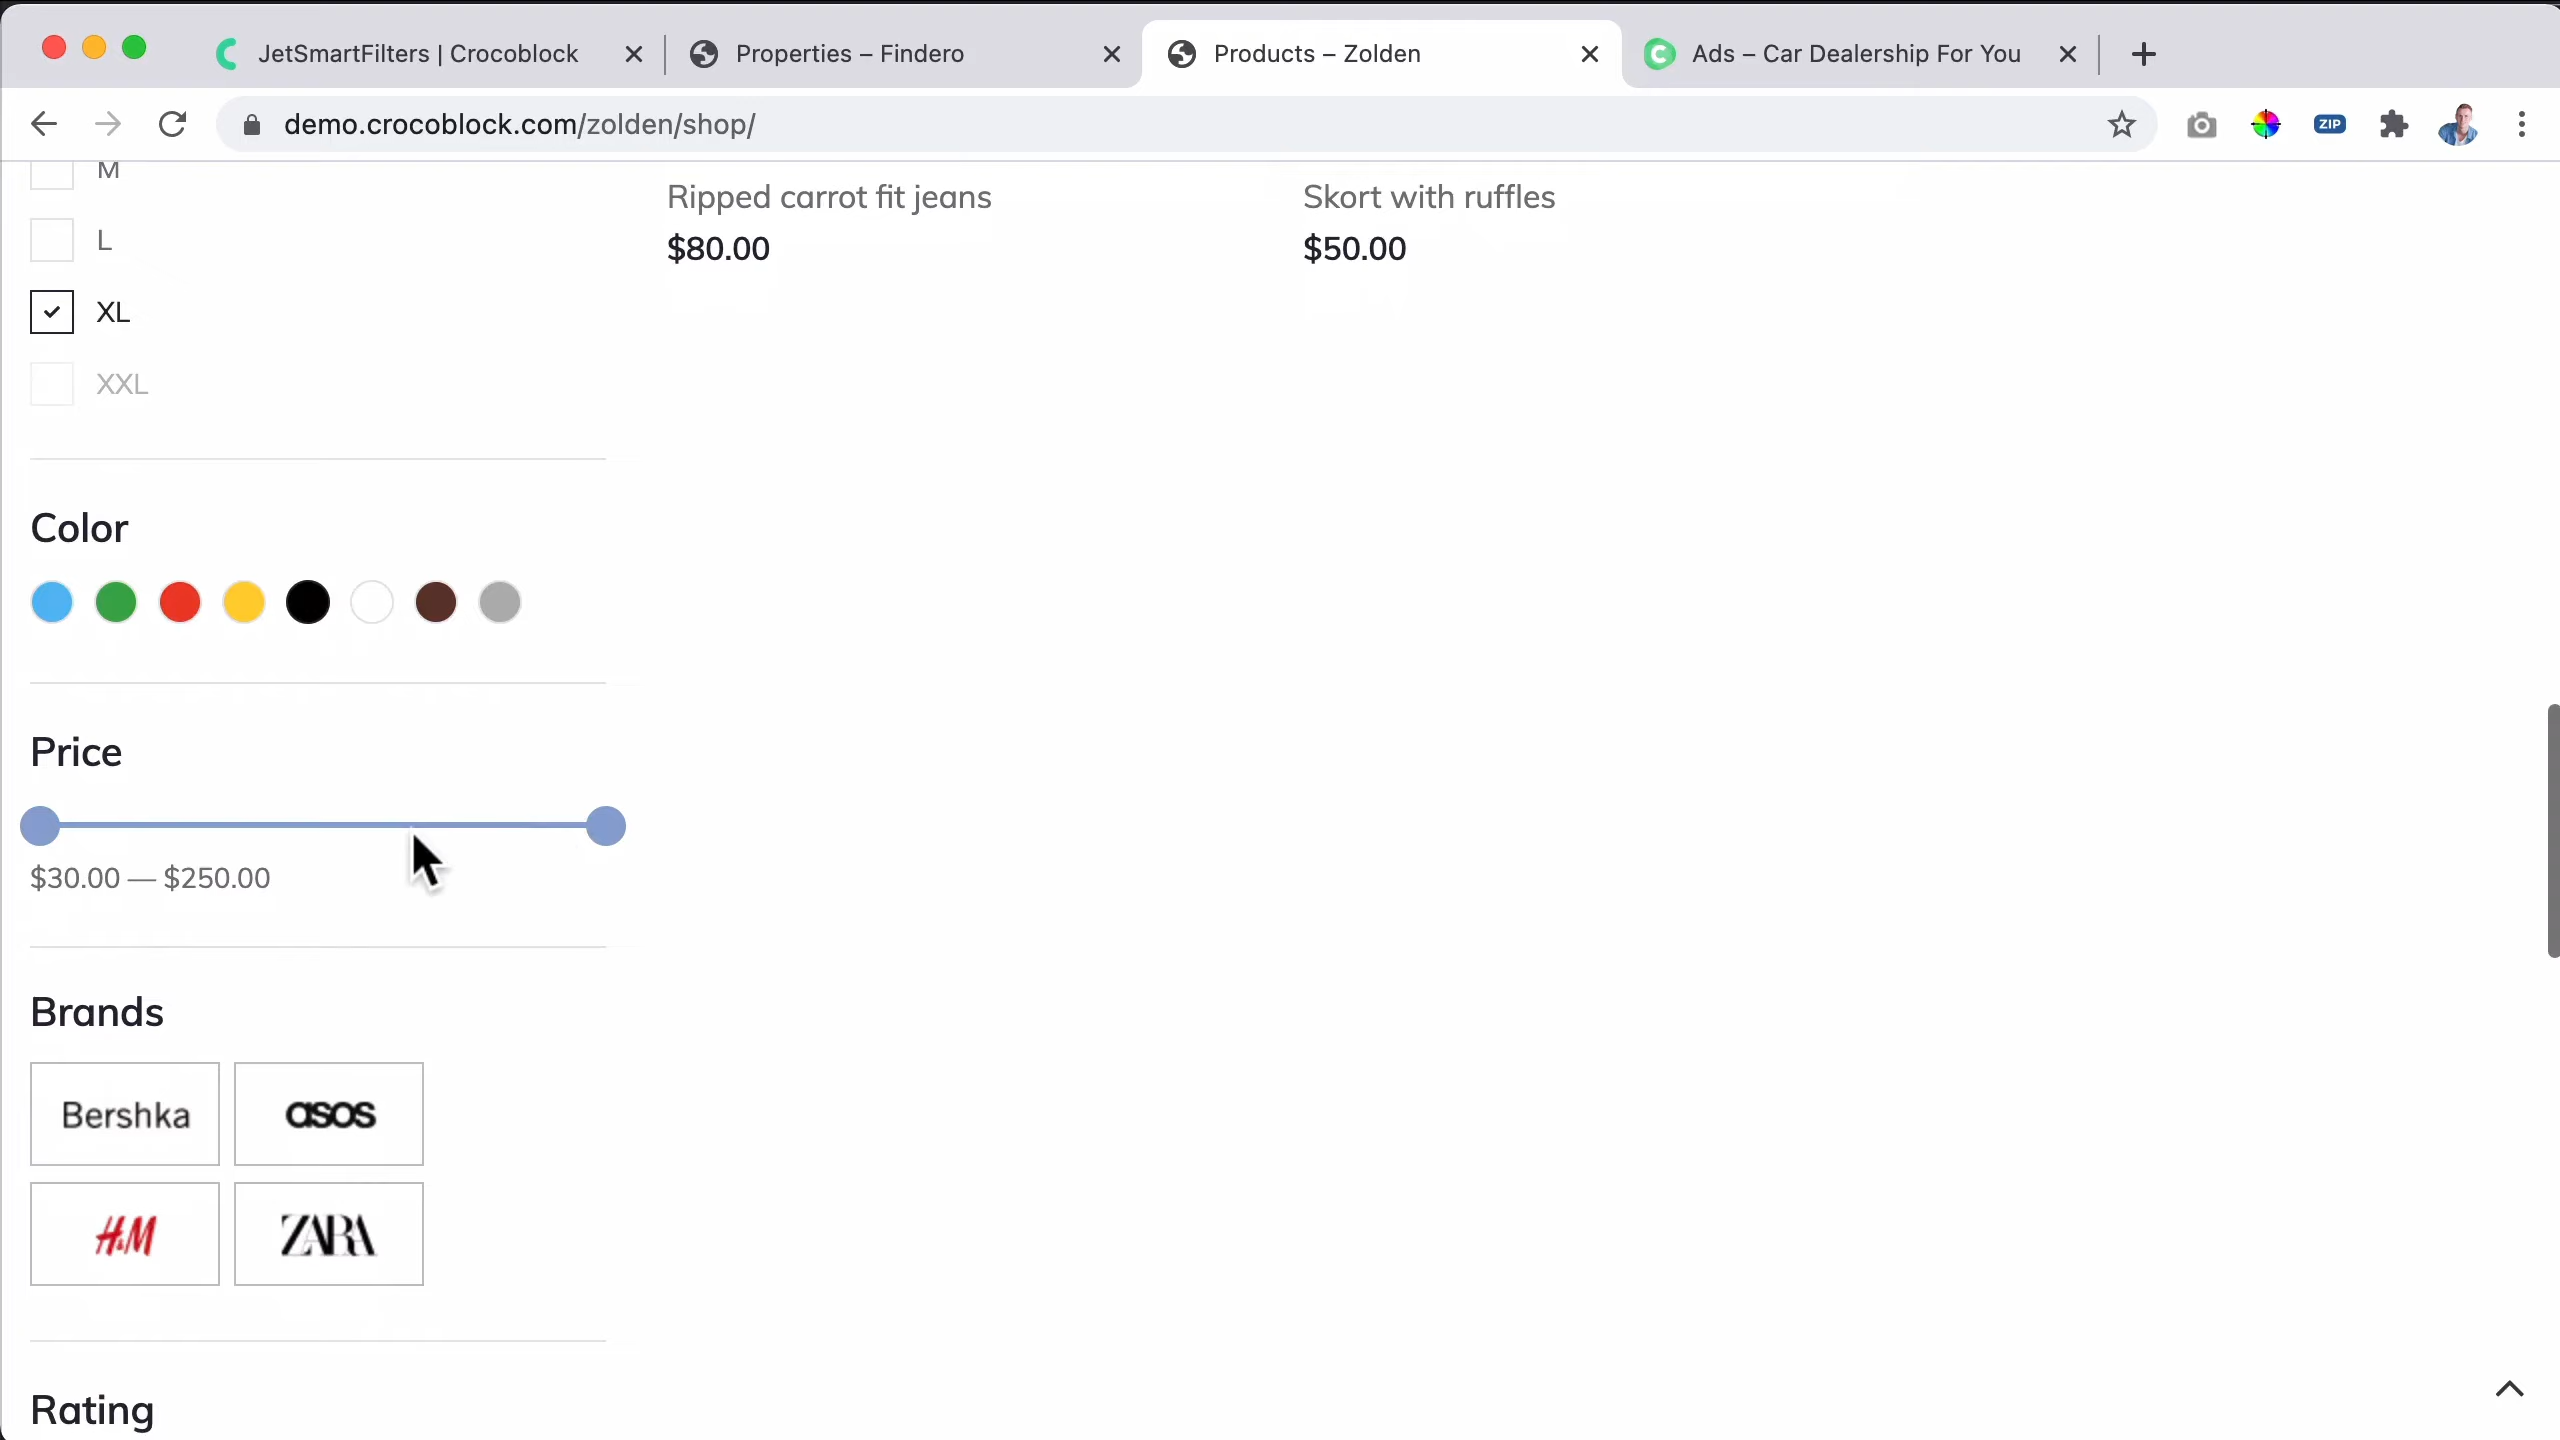 JetSmartFilters | Crocoblock
Properties – Findero
Products – Zolden
Ads – Car Dealership For You
demo.crocoblock.com/zolden/shop/
ZIP
M
L
XL
XXL
Ripped carrot fit jeans
$80.00
Skort with ruffles
$50.00
Color
Price
$30.00 — $250.00
Brands
Bershka
asos
H&M
ZARA
Rating